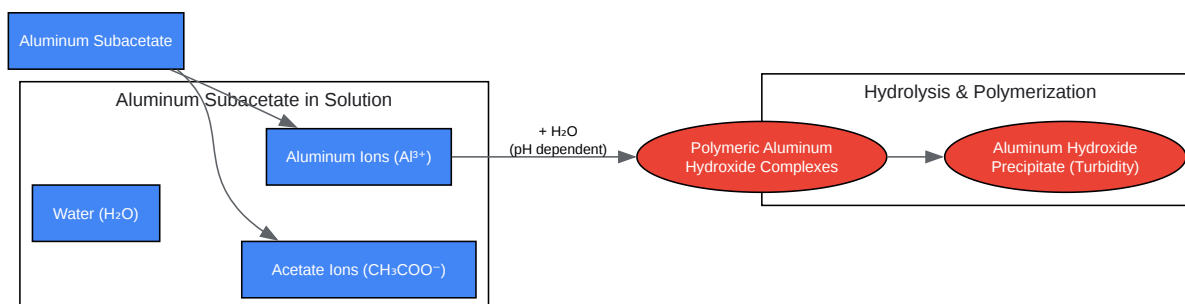 Aluminum Subacetate
Aluminum Subacetate in Solution
Aluminum Ions (Al³⁺)
Water (H₂O)
Acetate Ions (CH₃COO⁻)
+ H₂O
(pH dependent)
Hydrolysis & Polymerization
Polymeric Aluminum
Hydroxide Complexes
Aluminum Hydroxide
Precipitate (Turbidity)